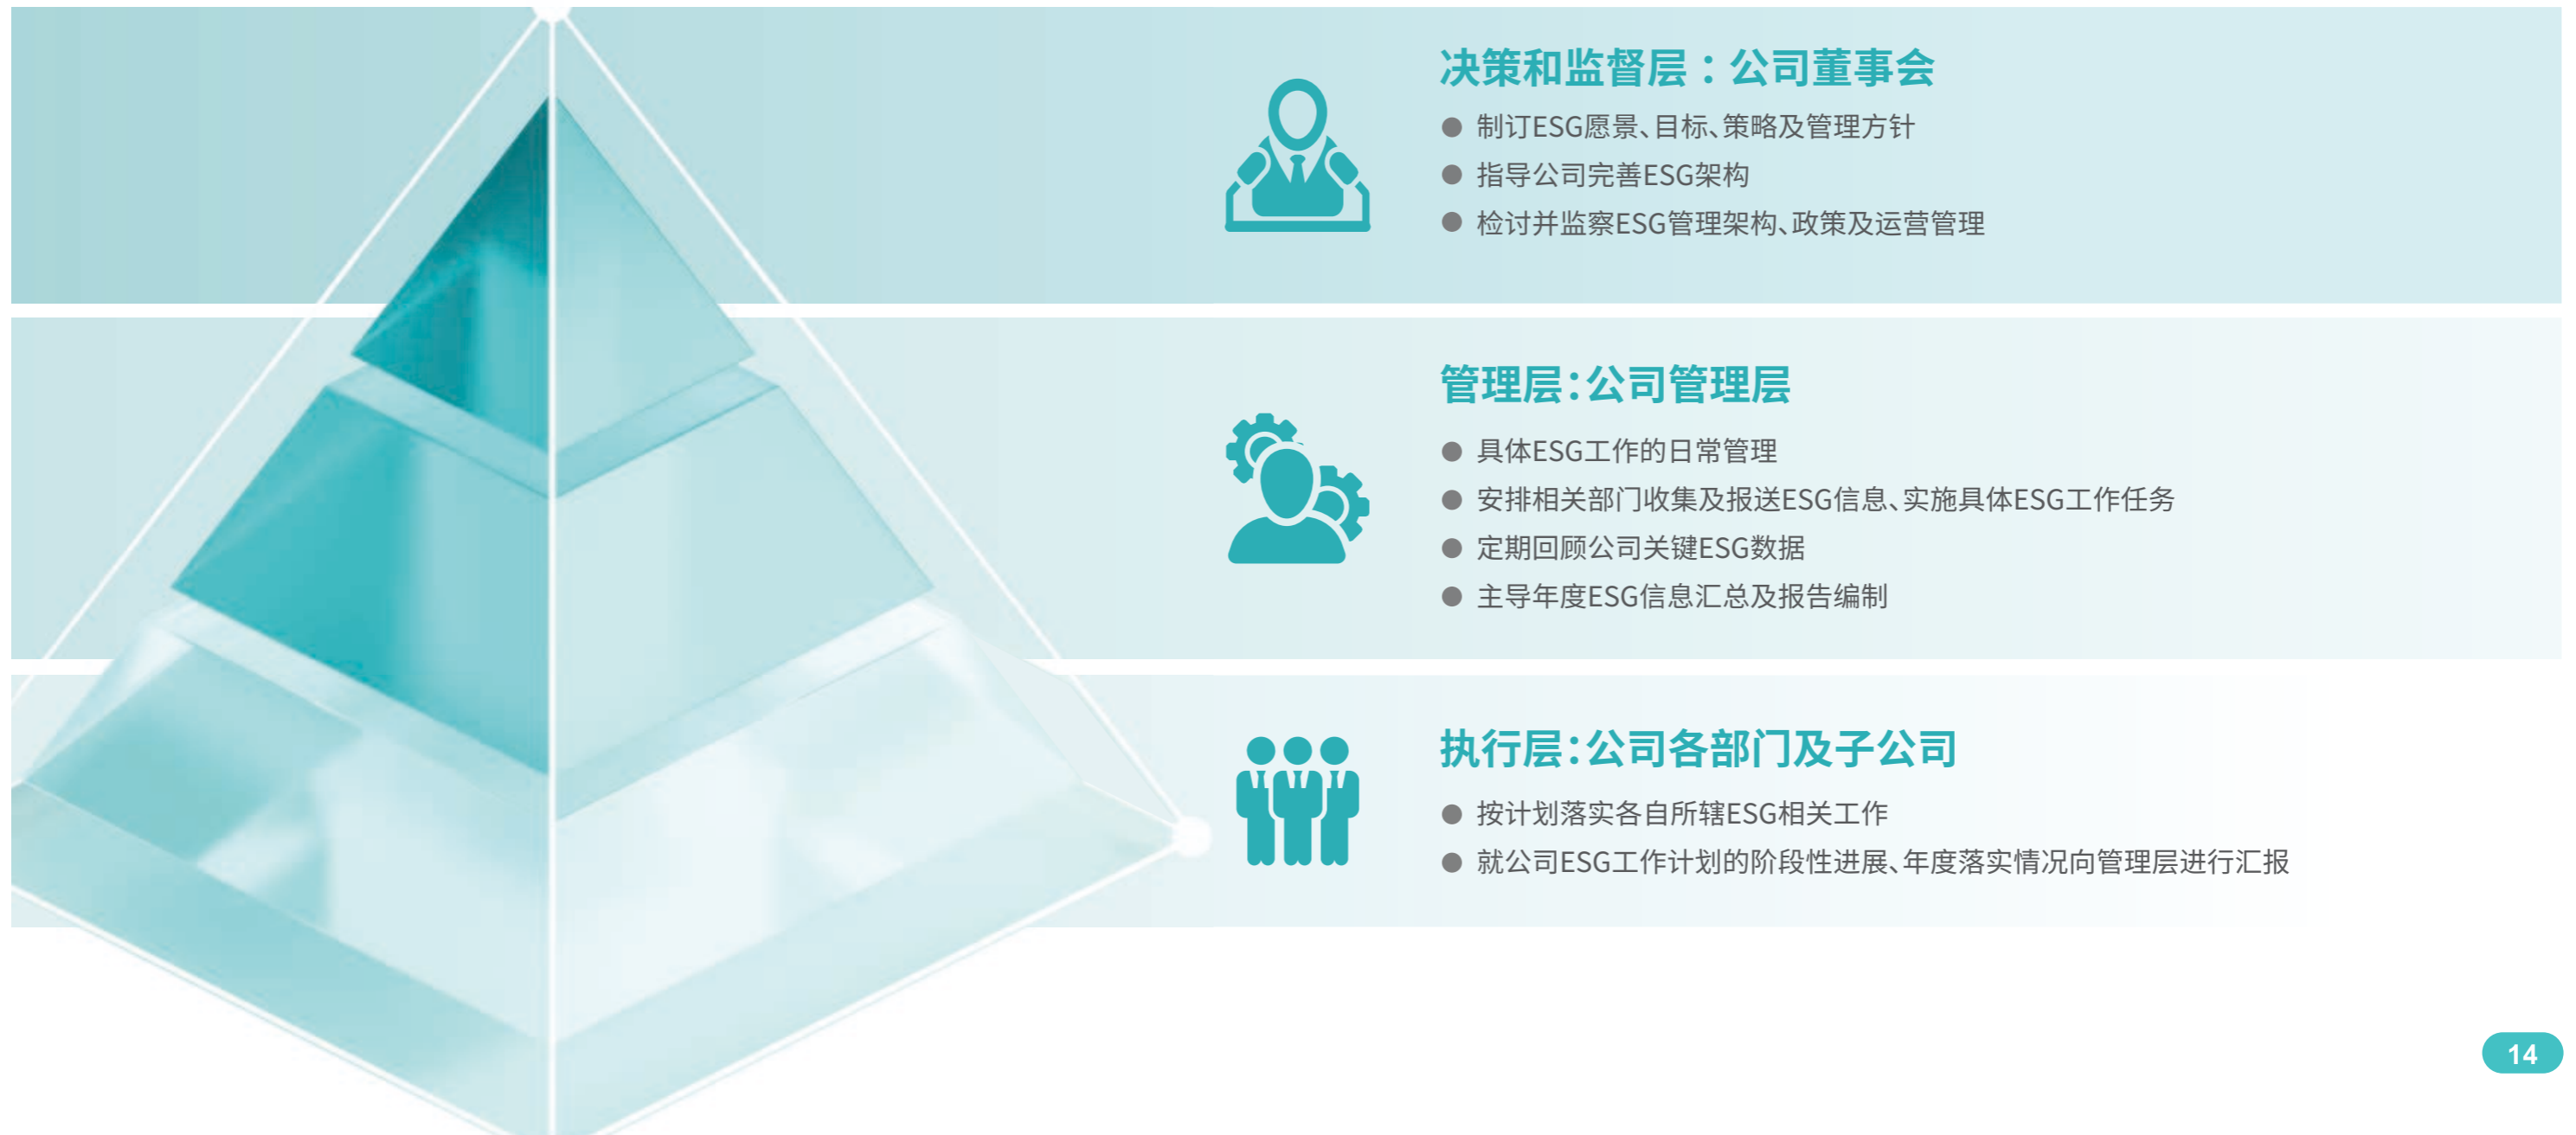 决策和监督层：公司董事会
● 制订ESG愿景、目标、策略及管理方针
● 指导公司完善ESG架构
● 检讨并监察ESG管理架构、政策及运营管理
管理层：公司管理层
● 具体ESG工作的日常管理
● 安排相关部门收集及报送ESG信息、实施具体ESG工作任务
● 定期回顾公司关键ESG数据
● 主导年度ESG信息汇总及报告编制
执行层：公司各部门及子公司
● 按计划落实各自所辖ESG相关工作
● 就公司ESG工作计划的阶段性进展、年度落实情况向管理层进行汇报
14